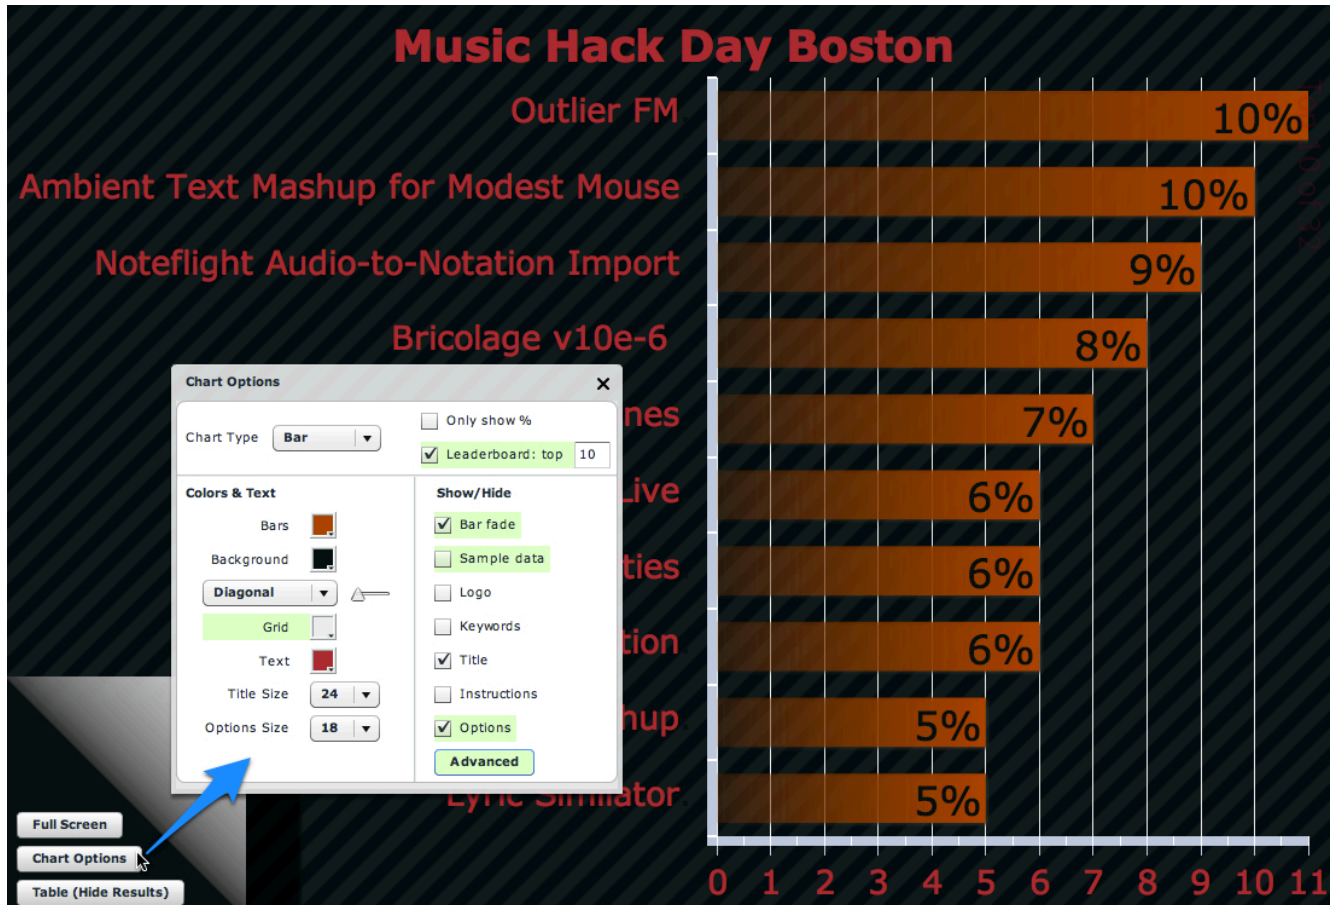 Music Hack Day Boston
Outlier FM
10%
Ambient Text Mashup for Modest Mouse
10%
Noteflight Audio-to-Notation Import
9%
Bricolage v10e-6
8%
nes
7%
Live
6%
ties
6%
tion
6%
hup
5%
Lyric Similator
5%
0 1 2 3 4 5 6 7 8 9 10 11
Chart Options
Chart Type Bar
Only show %
Leaderboard: top 10
Colors & Text
Bars
Background
Diagonal
Grid
Text
Title Size 24
Options Size 18
Show/Hide
Bar fade
Sample data
Logo
Keywords
Title
Instructions
Options
Advanced
Full Screen
Chart Options
Table (Hide Results)